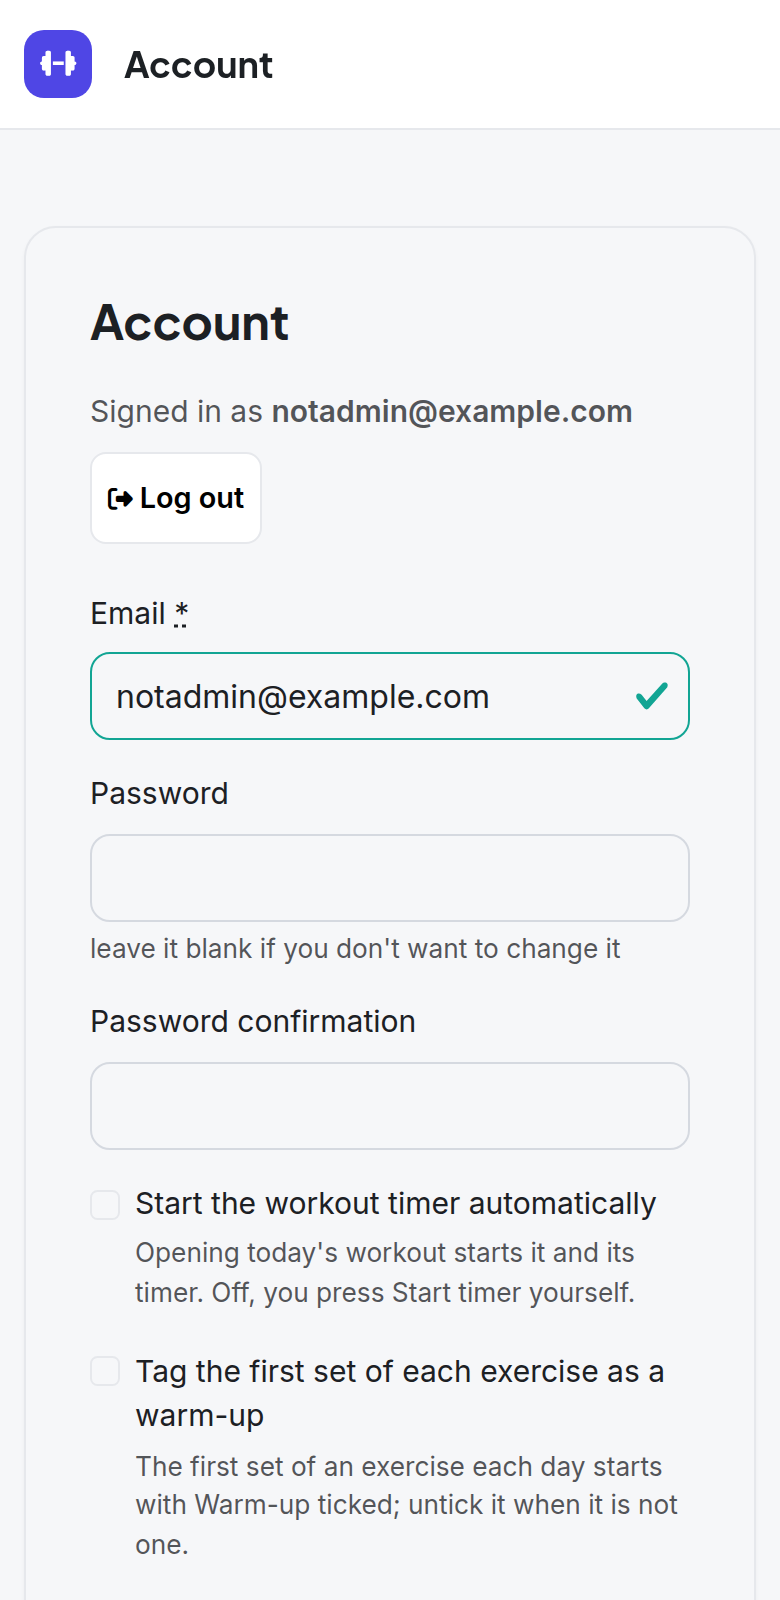 Account
Account
Signed in as notadmin@example.com
Log out
Email *
notadmin@example.com
Password
leave it blank if you don't want to change it
Password confirmation
Start the workout timer automatically
Opening today's workout starts it and its
timer. Off, you press Start timer yourself.
Tag the first set of each exercise as a
warm-up
The first set of an exercise each day starts
with Warm-up ticked; untick it when it is not
one.